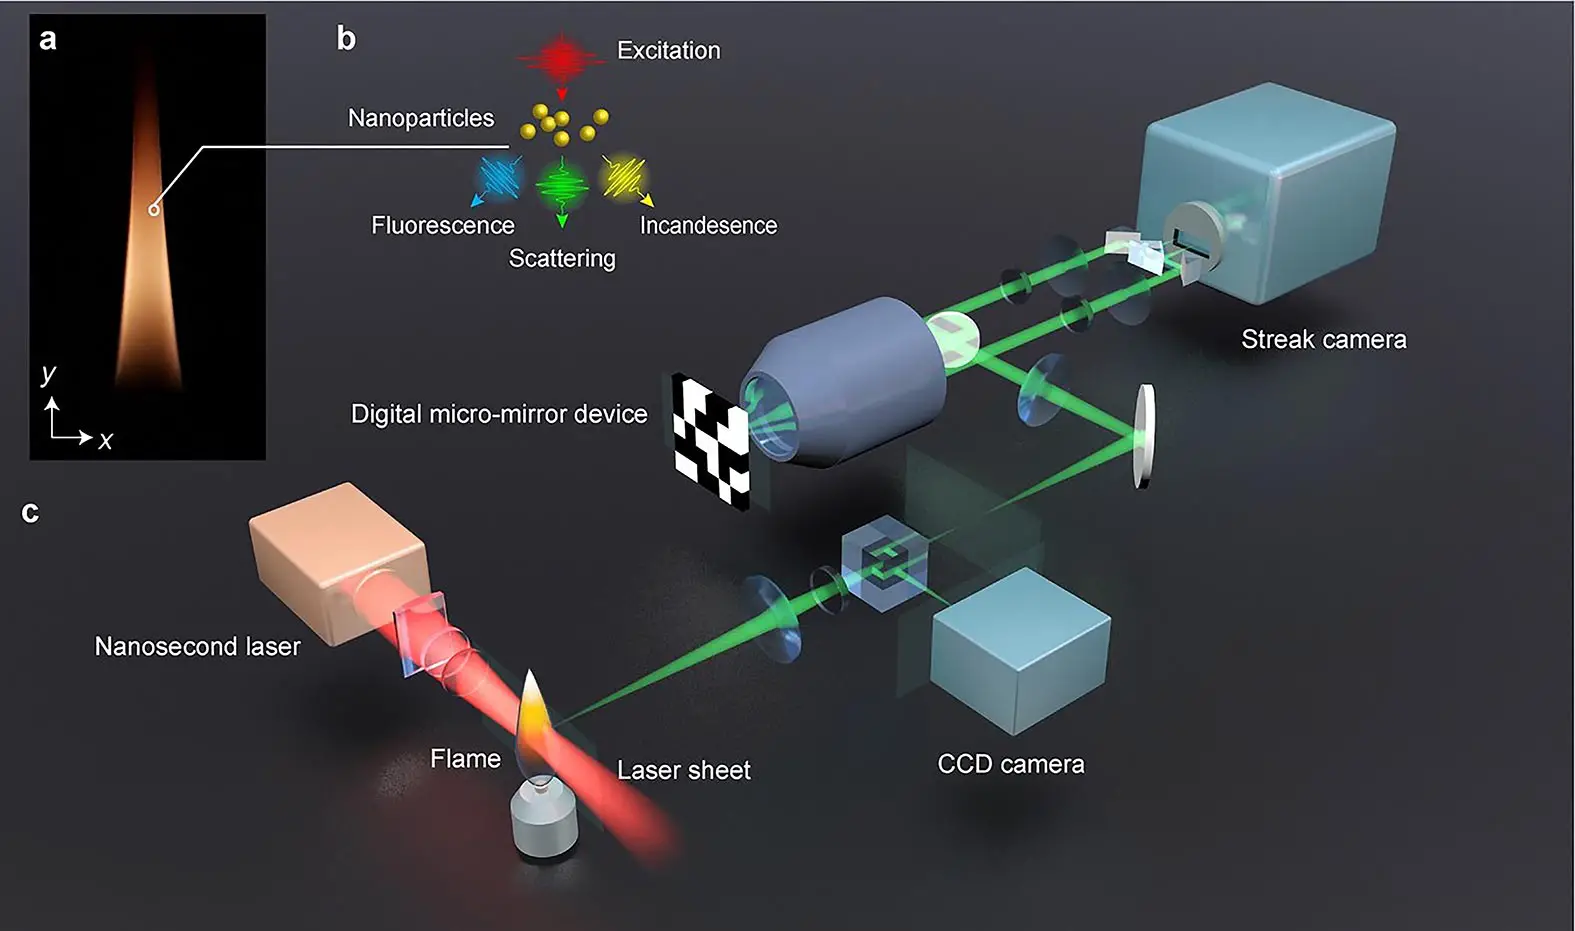 a
b
Excitation
Nanoparticles
Fluorescence
Incandesence
Scattering
y
x
Streak camera
Digital micro-mirror device
c
Nanosecond laser
Flame
Laser sheet
CCD camera